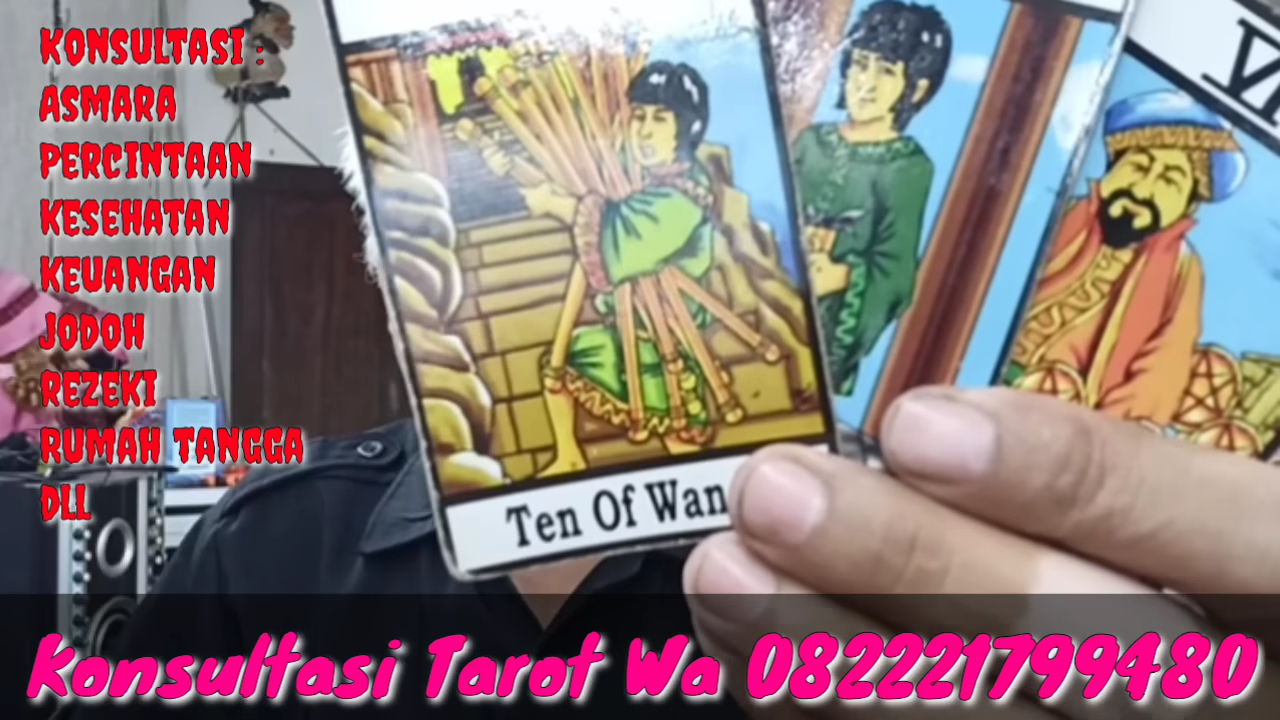 KONSULTASI :
ASMARA
PERCINTAAN
KESEHATAN
KEUANGAN
JODOH
REZEKI
RUMAH TANGGA
DLL
Ten Of Wan
Konsultasi Tarot Wa 082221799480